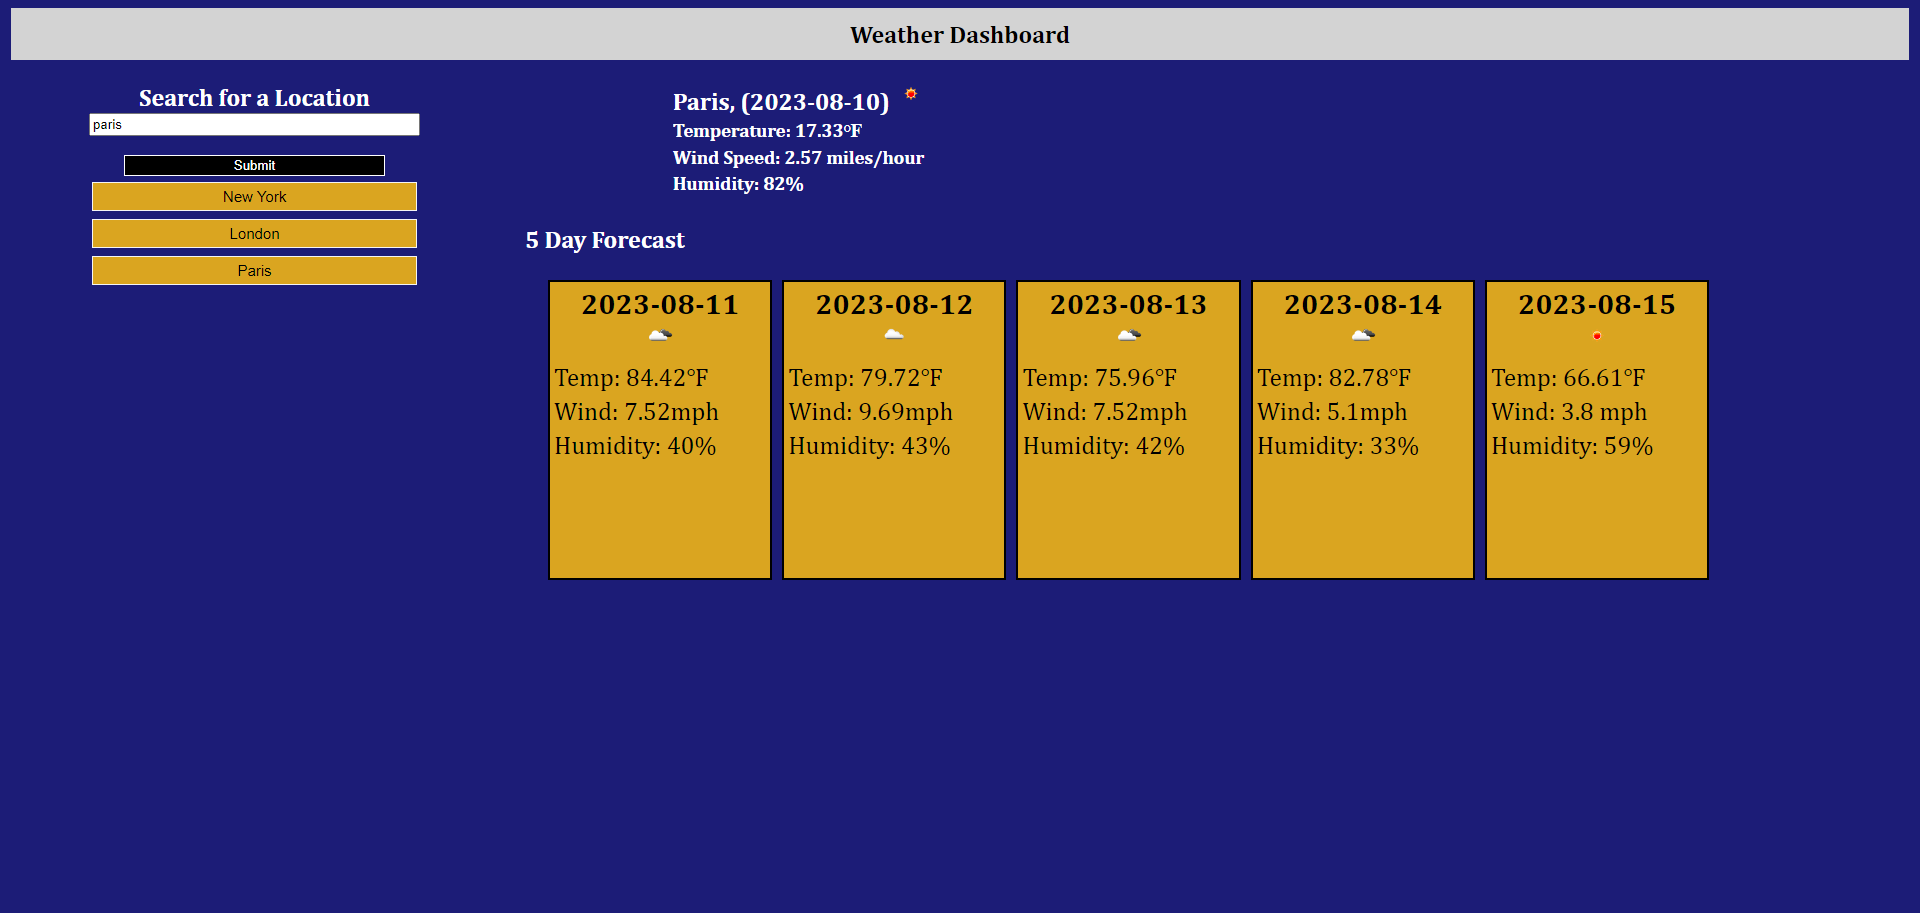 Weather Dashboard
Search for a Location
paris
Submit
New York
London
Paris
Paris, (2023-08-10)
Temperature: 17.33°F
Wind Speed: 2.57 miles/hour
Humidity: 82%
5 Day Forecast
2023-08-11
Temp: 84.42°F
Wind: 7.52mph
Humidity: 40%
2023-08-12
Temp: 79.72°F
Wind: 9.69mph
Humidity: 43%
2023-08-13
Temp: 75.96°F
Wind: 7.52mph
Humidity: 42%
2023-08-14
Temp: 82.78°F
Wind: 5.1mph
Humidity: 33%
2023-08-15
Temp: 66.61°F
Wind: 3.8 mph
Humidity: 59%